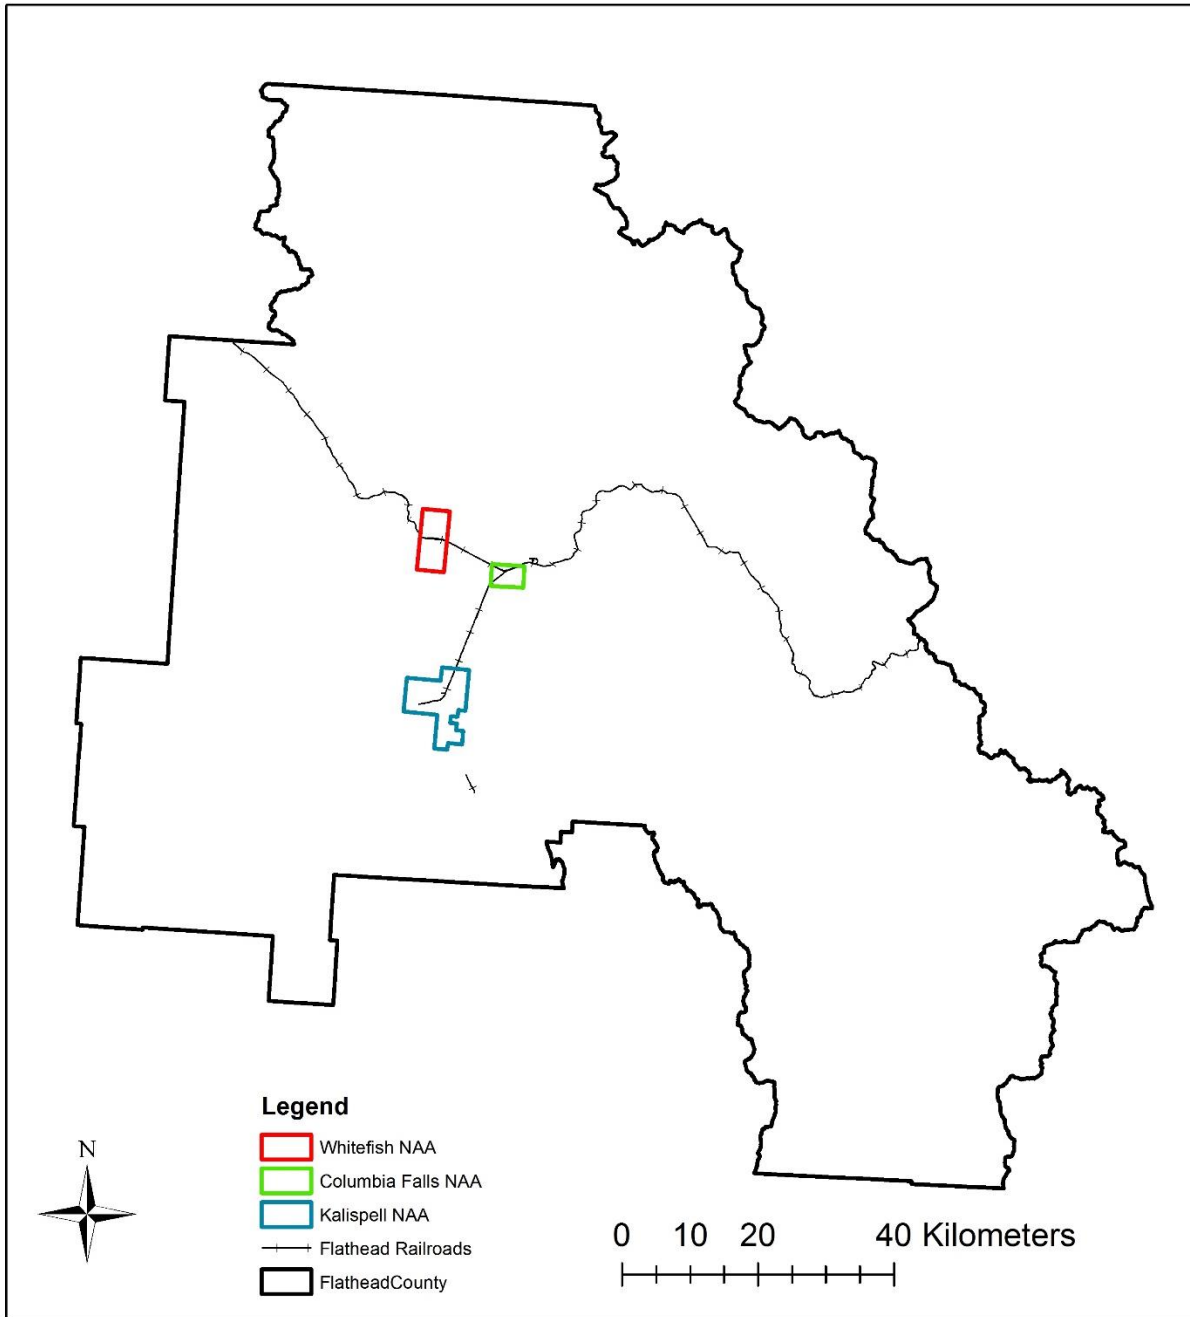 Legend
N
Whitefish NAA
Columbia Falls NAA
Kalispell NAA
Flathead Railroads
FlatheadCounty
0 10 20 40 Kilometers